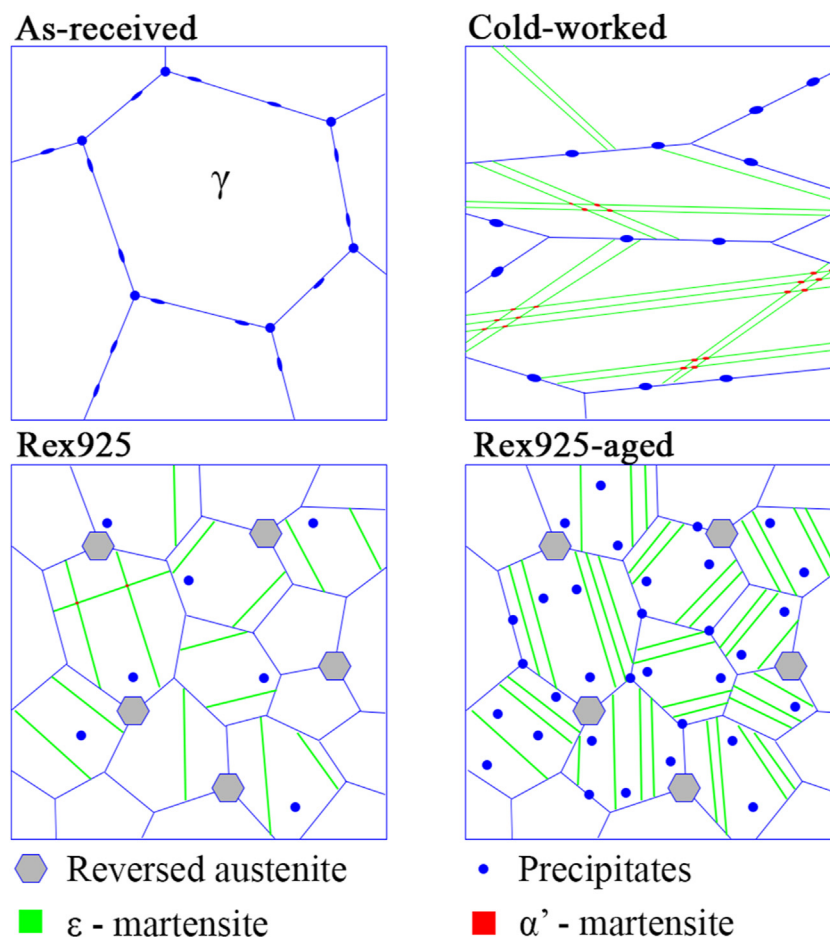 As-received
Cold-worked
γ
Rex925
Rex925-aged
Reversed austenite
Precipitates
ε - martensite
α’ - martensite